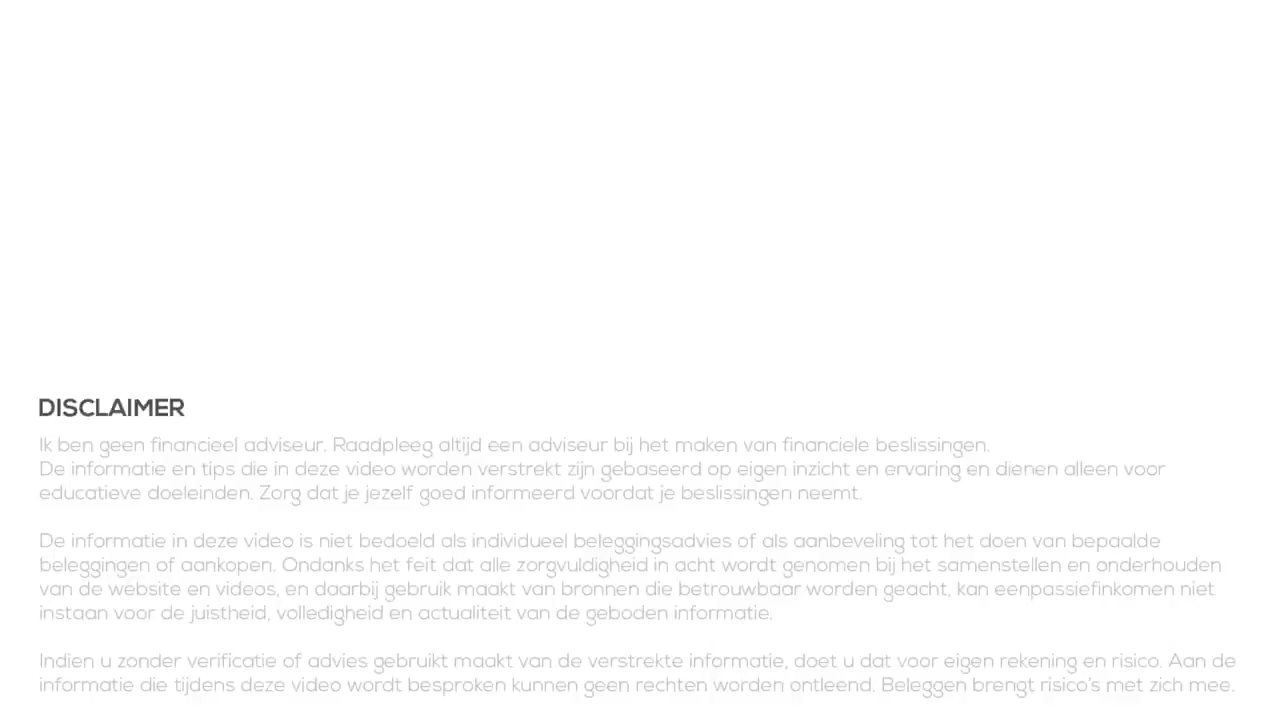 DISCLAIMER
Ik ben geen financieel adviseur. Raadpleeg altijd een adviseur bij het maken van financiele beslissingen.
De informatie en tips die in deze video worden verstrekt zijn gebaseerd op eigen inzicht en ervaring en dienen alleen voor
educatieve doeleinden. Zorg dat je jezelf goed informeerd voordat je beslissingen neemt.
De informatie in deze video is niet bedoeld als individueel beleggingsadvies of als aanbeveling tot het doen van bepaalde
beleggingen of aankopen. Ondanks het feit dat alle zorgvuldigheid in acht wordt genomen bij het samenstellen en onderhouden
van de website en videos, en daarbij gebruik maakt van bronnen die betrouwbaar worden geacht, kan eenpassiefinkomen niet
instaan voor de juistheid, volledigheid en actualiteit van de geboden informatie.
Indien u zonder verificatie of advies gebruikt maakt van de verstrekte informatie, doet u dat voor eigen rekening en risico. Aan de
informatie die tijdens deze video wordt besproken kunnen geen rechten worden ontleend. Beleggen brengt risico's met zich mee.